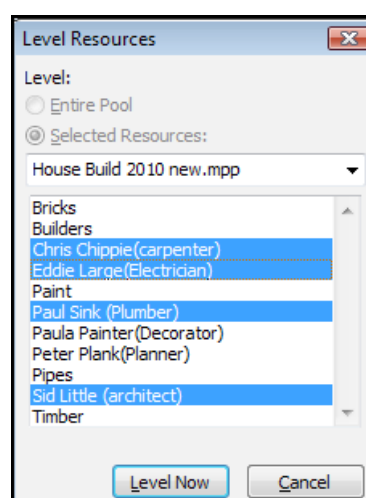 Level Resources
Level:
Entire Pool
Selected Resources:
House Build 2010 new.mpp
Bricks
Builders
Chris Chippie(carpenter)
Eddie Large(Electrician)
Paint
Paul Sink (Plumber)
Paula Painter(Decorator)
Peter Plank(Planner)
Pipes
Sid Little (architect)
Timber
Level Now Cancel